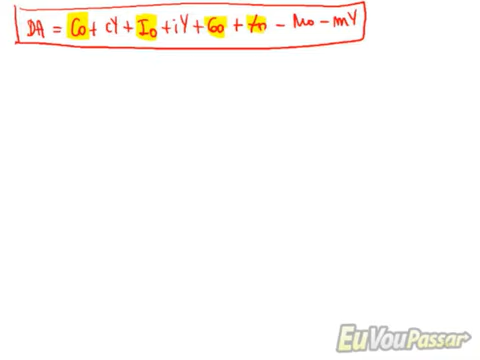 DA = C0 + cY + I0 + iY + G0 + X0 - M0 - mY
EuVouPassar